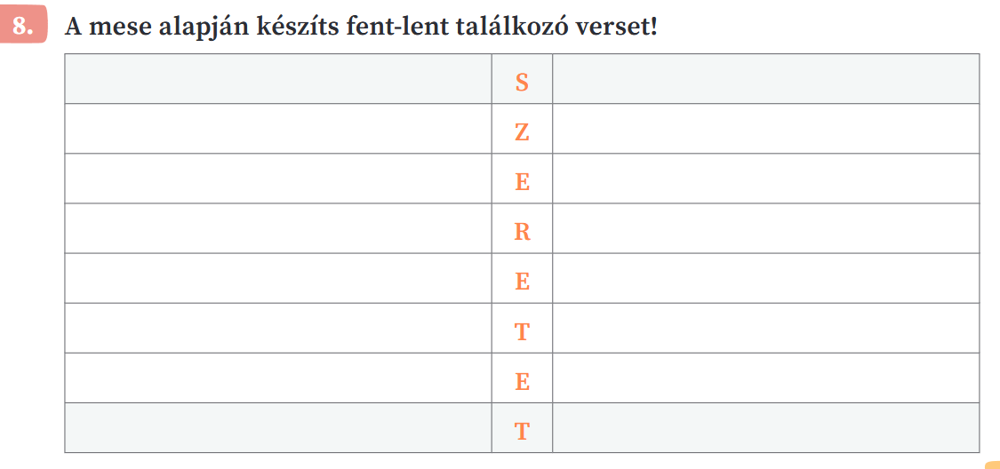 8. A mese alapján készíts fent-lent találkozó verset!
S
Z
E
R
E
T
E
T